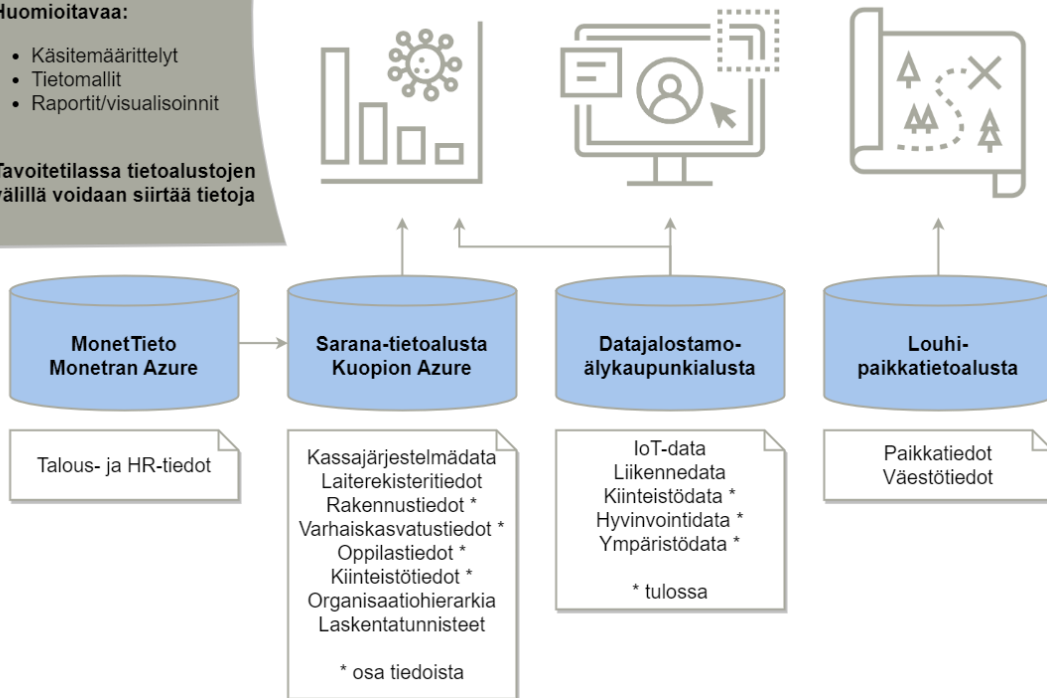 Huomioitavaa:
• Käsitemäärittelyt
• Tietomallit
• Raportit/visualisoinnit
Tavoitetilassa tietoalustojen
välillä voidaan siirtää tietoja
MonetTieto
Monetran Azure
Sarana-tietoalusta
Kuopion Azure
Datajalostamo-
älykaupunkialusta
Louhi-
paikkatietoalusta
Talous- ja HR-tiedot
Kassajärjestelmädata
Laiterekisteritiedot
Rakennustiedot *
Varhaiskasvatustiedot *
Oppilastiedot *
Kiinteistötiedot *
Organisaatiohierarkia
Laskentatunnisteet
* osa tiedoista
IoT-data
Liikennedata
Kiinteistödata *
Hyvinvointidata *
Ympäristödata *
* tulossa
Paikkatiedot
Väestötiedot